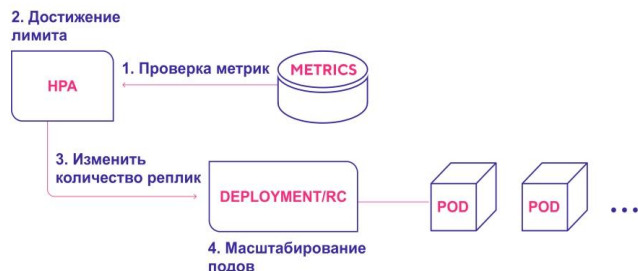 2. Достижение
лимита
1. Проверка метрик
METRICS
HPA
3. Изменить
количество реплик
DEPLOYMENT/RC
POD
POD
4. Масштабирование
подов